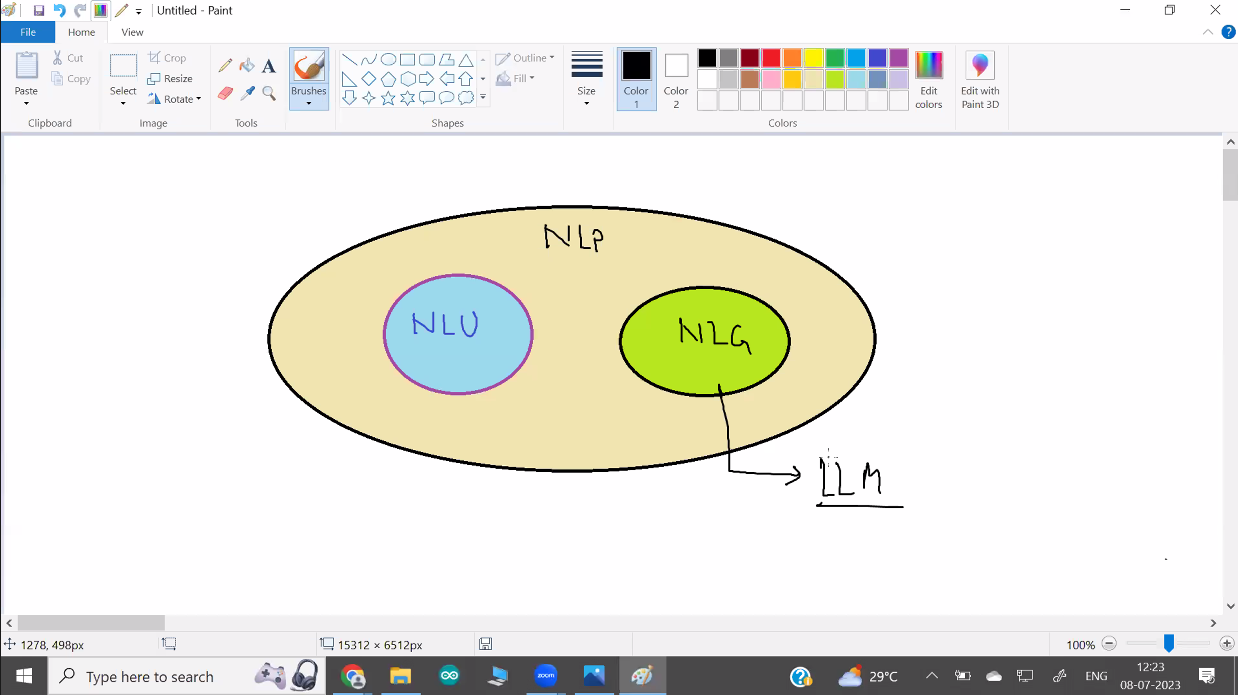 Untitled - Paint
File Home View
Paste
Cut
Copy
Clipboard
Select
Crop
Resize
Rotate
Image
A
Tools
Brushes
Outline
Fill
Shapes
Size
Color 1
Color 2
Edit colors
Colors
Edit with Paint 3D
NLP
NLU
NLG
LLM
1278, 498px
15312 × 6512px
100%
Type here to search
zoom
29°C
ENG
12:23
08-07-2023